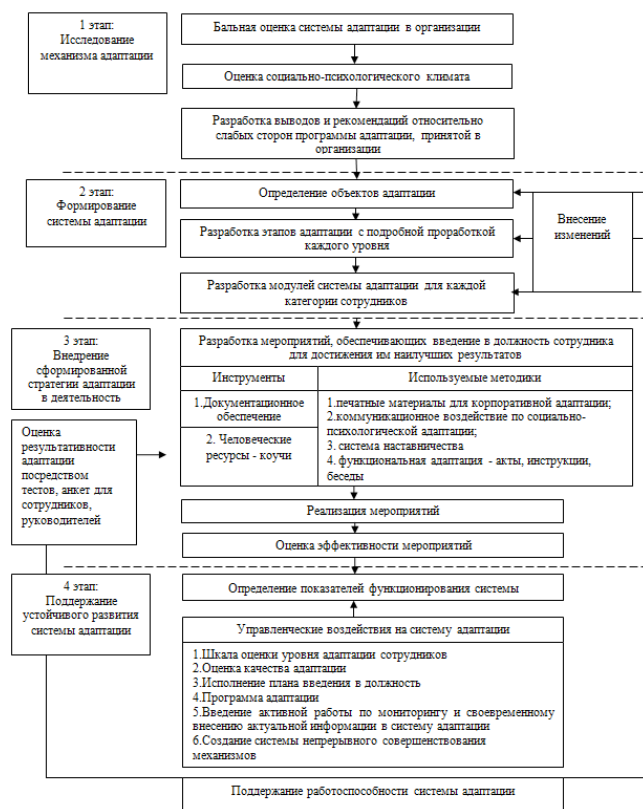 1 этап:
Исследование
механизма адаптации
Бальная оценка системы адаптации в организации
Оценка социально-психологического климата
Разработка выводов и рекомендаций относительно
слабых сторон программы адаптации, принятой в
организации
2 этап:
Формирование
системы адаптации
Определение объектов адаптации
Разработка этапов адаптации с подробной проработкой
каждого уровня
Разработка модулей системы адаптации для каждой
категории сотрудников
Внесение
изменений
3 этап:
Внедрение
сформированной
стратегии адаптации
в деятельность
Разработка мероприятий, обеспечивающих введение в должность сотрудника
для достижения им наилучших результатов
Инструменты
Используемые методики
1.Документационное
обеспечение
2. Человеческие
ресурсы - коучи
1.печатные материалы для корпоративной адаптации;
2.коммуникационное воздействие по социально-
психологической адаптации;
3. система наставничества
4. функциональная адаптация - акты, инструкции,
беседы
Оценка
результативности
адаптации
посредством
тестов, анкет для
сотрудников,
руководителей
Реализация мероприятий
Оценка эффективности мероприятий
4 этап:
Поддержание
устойчивого развития
системы адаптации
Определение показателей функционирования системы
Управленческие воздействия на систему адаптации
1.Шкала оценки уровня адаптации сотрудников
2.Оценка качества адаптации
3.Исполнение плана введения в должность
4.Программа адаптации
5.Введение активной работы по мониторингу и своевременному
внесению актуальной информации в систему адаптации
6.Создание системы непрерывного совершенствования
механизмов
Поддержание работоспособности системы адаптации